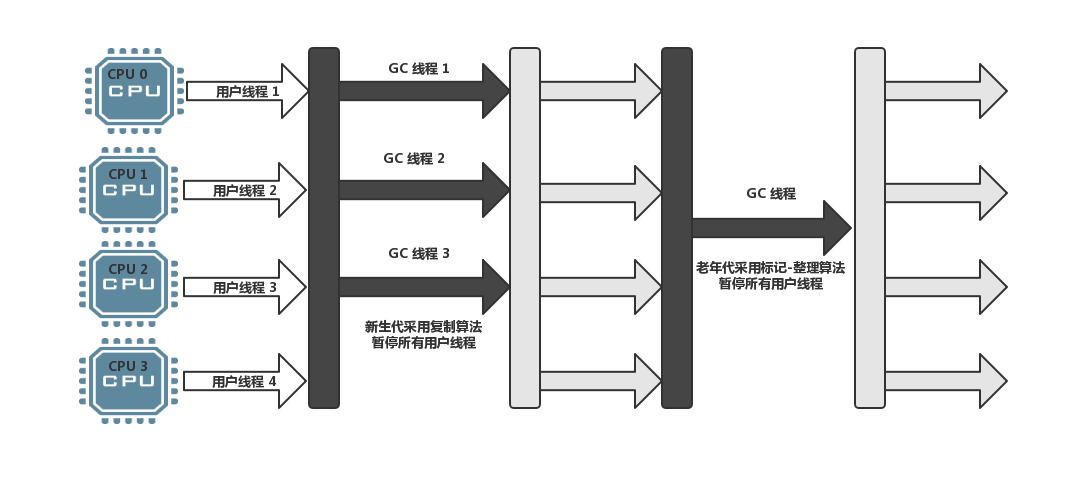 CPU 0
CPU
用户线程 1
GC 线程 1
CPU 1
CPU
用户线程 2
GC 线程 2
CPU 2
CPU
用户线程 3
GC 线程 3
新生代采用复制算法
暂停所有用户线程
CPU 3
CPU
用户线程 4
GC 线程
老年代采用标记-整理算法
暂停所有用户线程